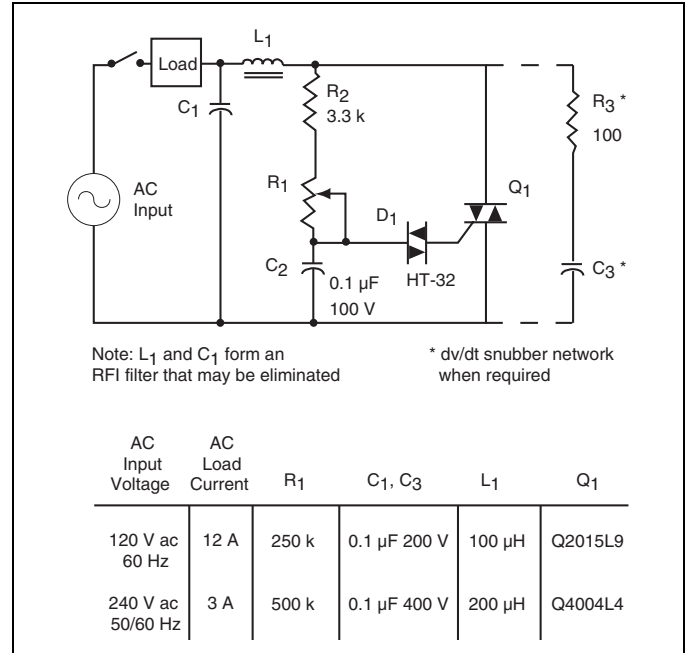 L1
Load
C1
R2
3.3 k
R3 *
100
AC
Input
R1
D1
Q1
C2
0.1 µF
100 V
HT-32
C3 *
Note: L1 and C1 form an
RFI filter that may be eliminated
* dv/dt snubber network
when required
AC
Input
Voltage
AC
Load
Current
R1
C1, C3
L1
Q1
120 V ac
60 Hz
12 A
250 k
0.1 µF 200 V
100 µH
Q2015L9
240 V ac
50/60 Hz
3 A
500 k
0.1 µF 400 V
200 µH
Q4004L4